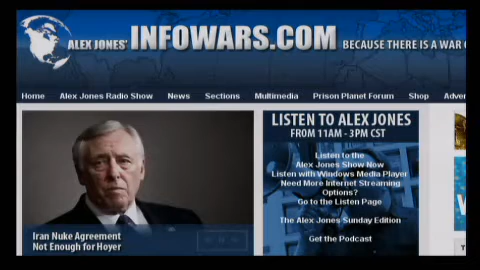 ALEX JONES' INFOWARS.COM BECAUSE THERE IS A WAR
Home Alex Jones Radio Show News Sections Multimedia Prison Planet Forum Shop
LISTEN TO ALEX JONES
FROM 11AM - 3PM CST
Listen to the
Alex Jones Show Now
Listen with Windows Media Player
Need More Internet Streaming
Options?
Go to the Listen Page
The Alex Jones Sunday Edition
Get the Podcast
Iran Nuke Agreement
Not Enough for Hoyer